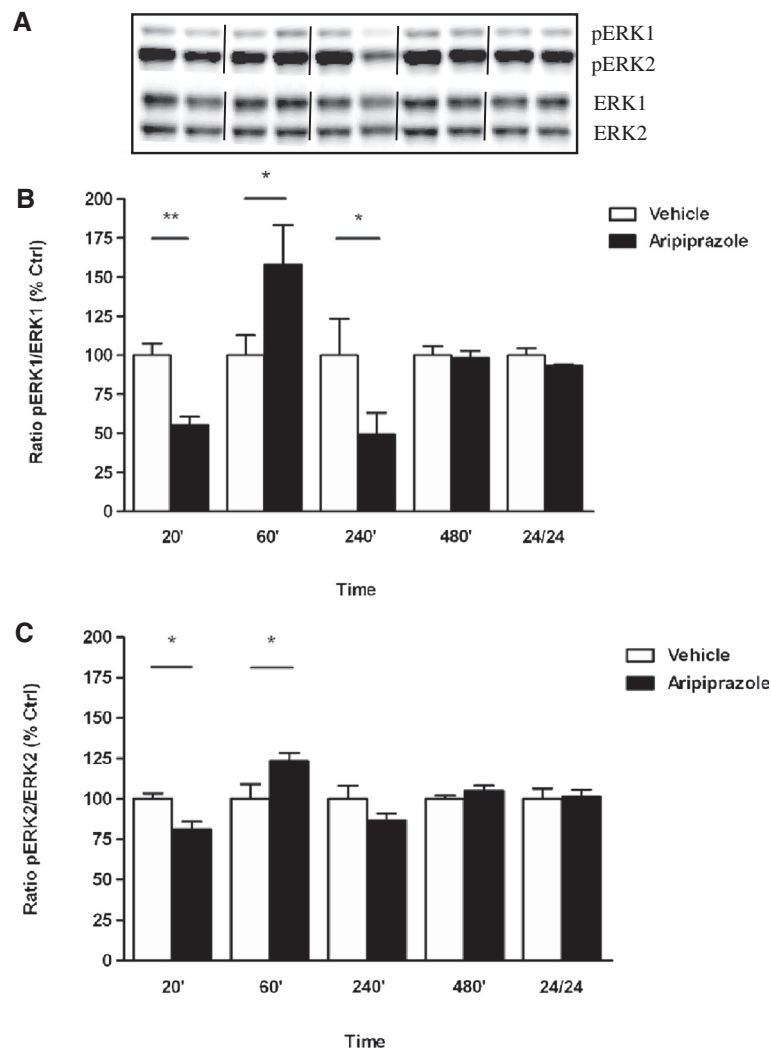 A
pERK1
pERK2
ERK1
ERK2
B
Ratio pERK1/ERK1 (% Ctrl)
200
175
150
125
100
75
50
25
0
**
*
*
Vehicle
Aripiprazole
20' 60' 240' 480' 24/24
Time
C
Ratio pERK2/ERK2 (% Ctrl)
200
175
150
125
100
75
50
25
0
*
*
Vehicle
Aripiprazole
20' 60' 240' 480' 24/24
Time